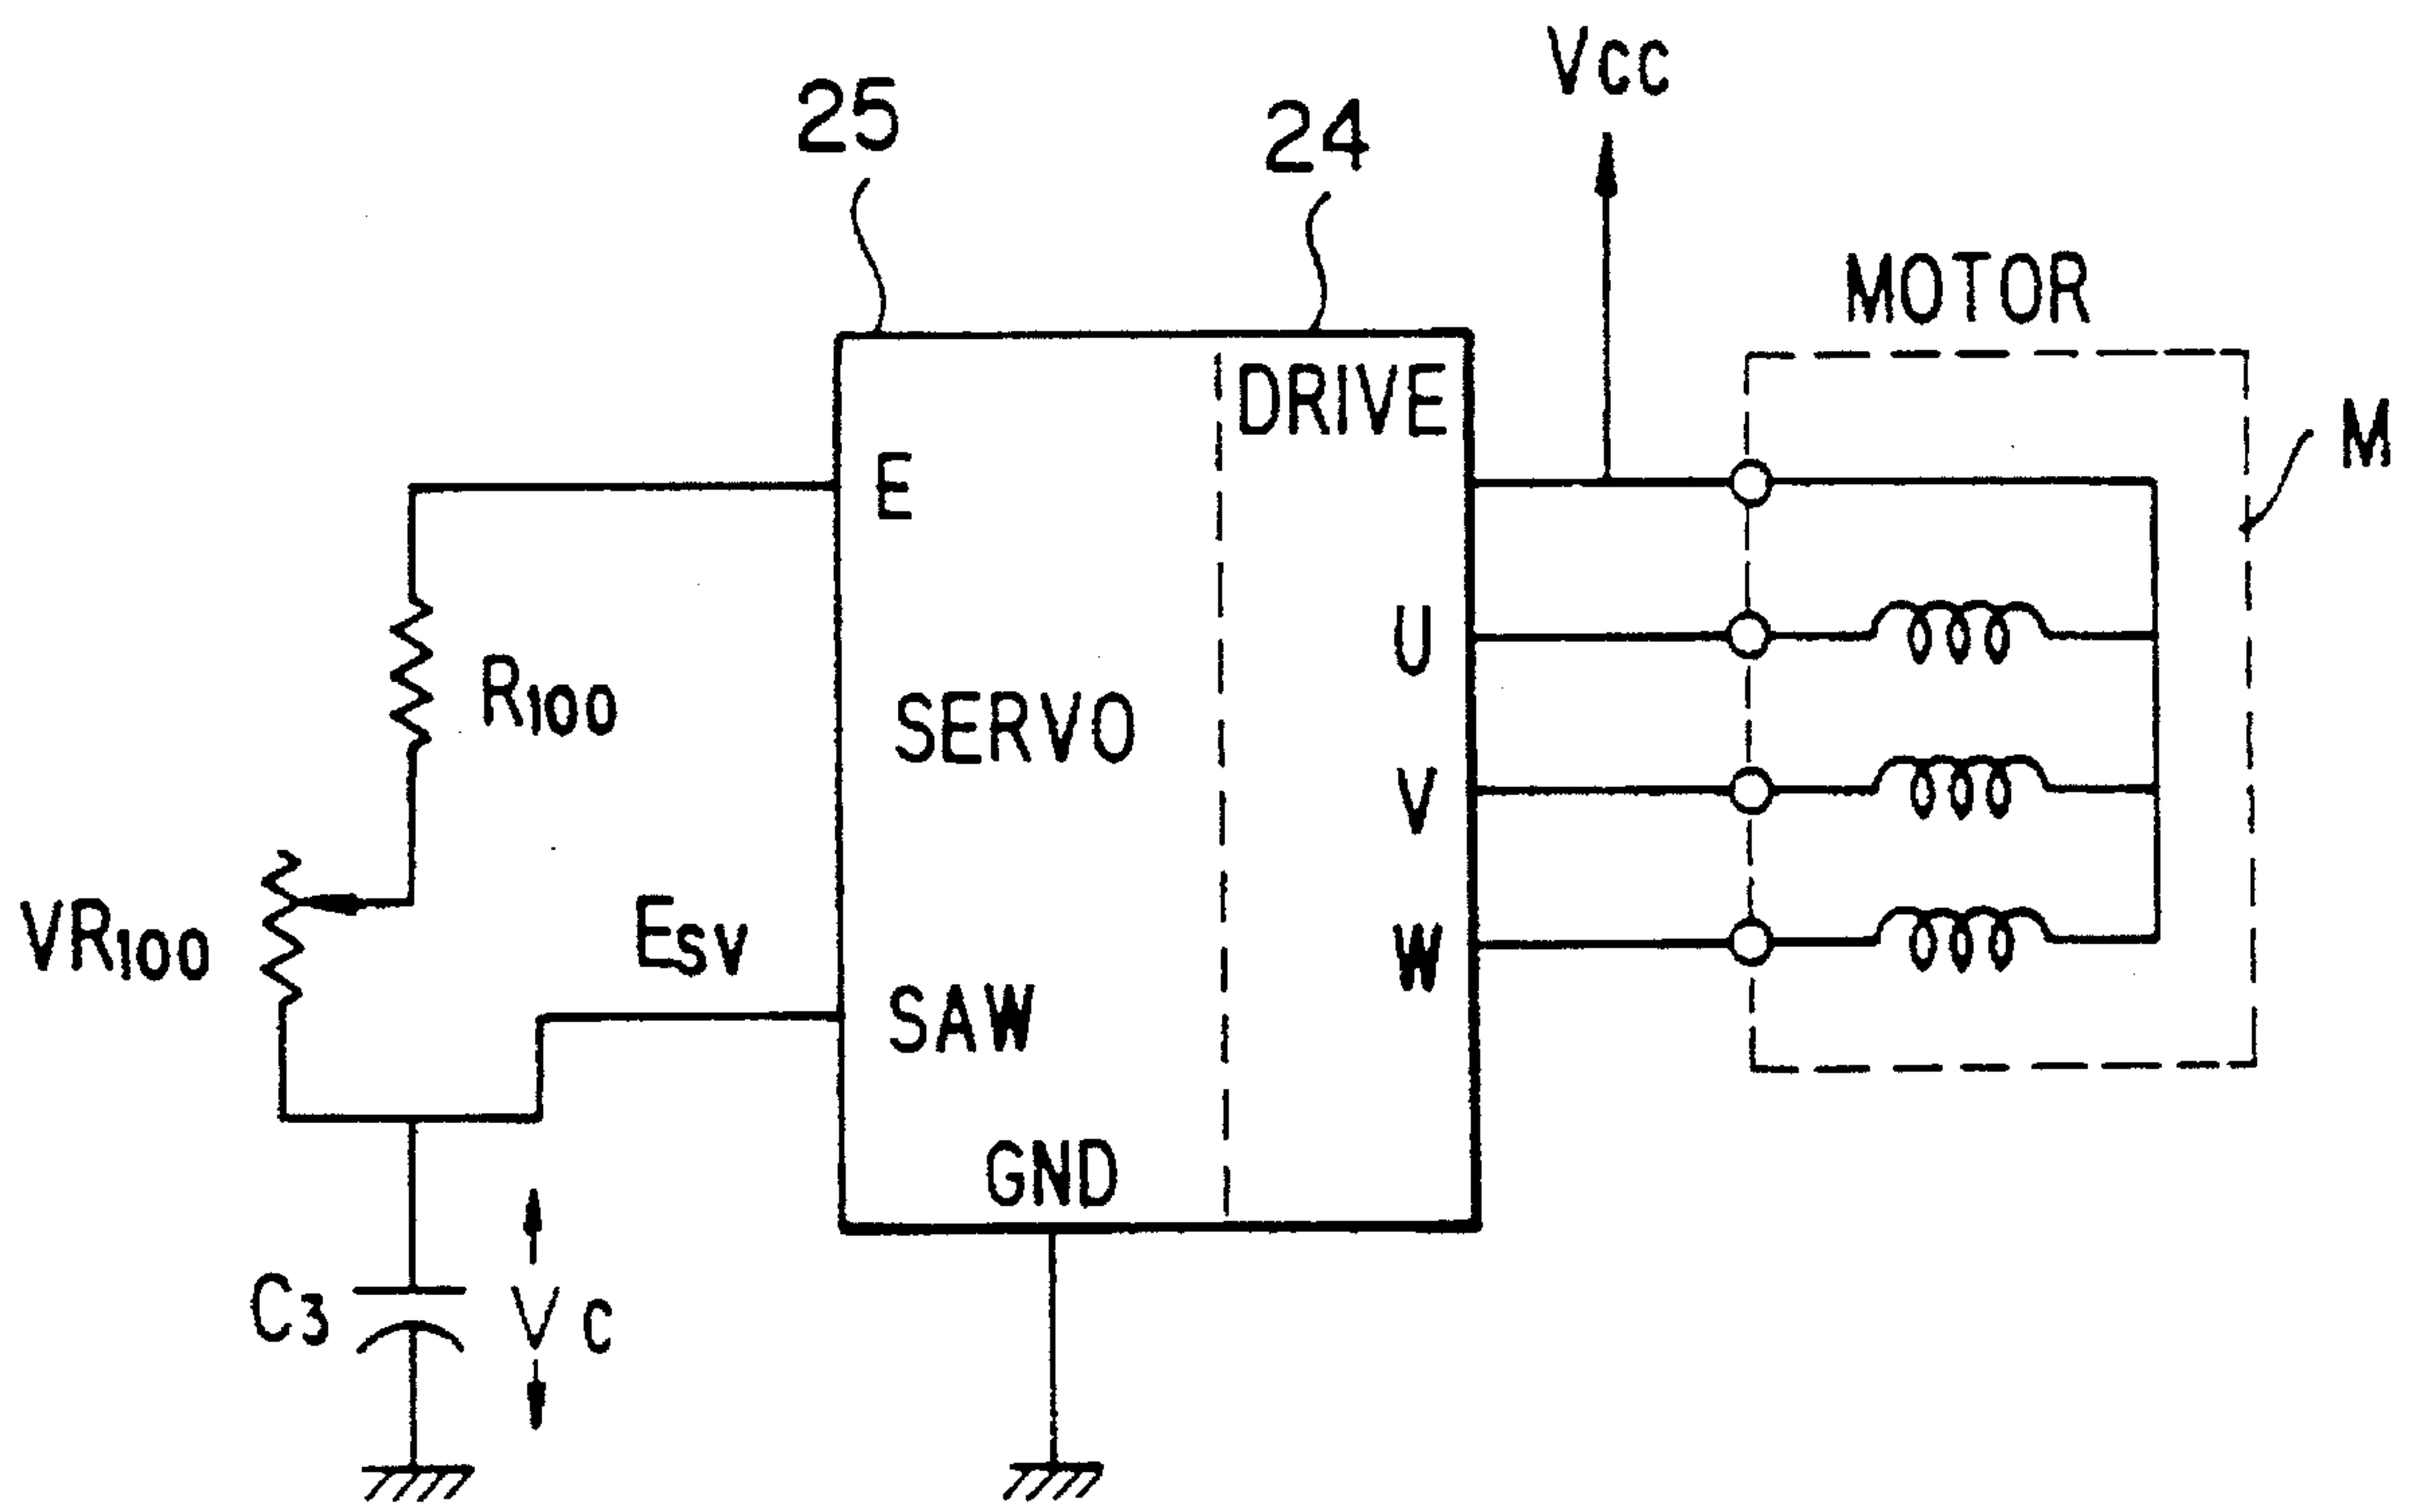 Vcc
25
24
MOTOR
M
DRIVE
E
U
R100
SERVO
V
VR100
Esv
W
SAW
GND
C3
Vc